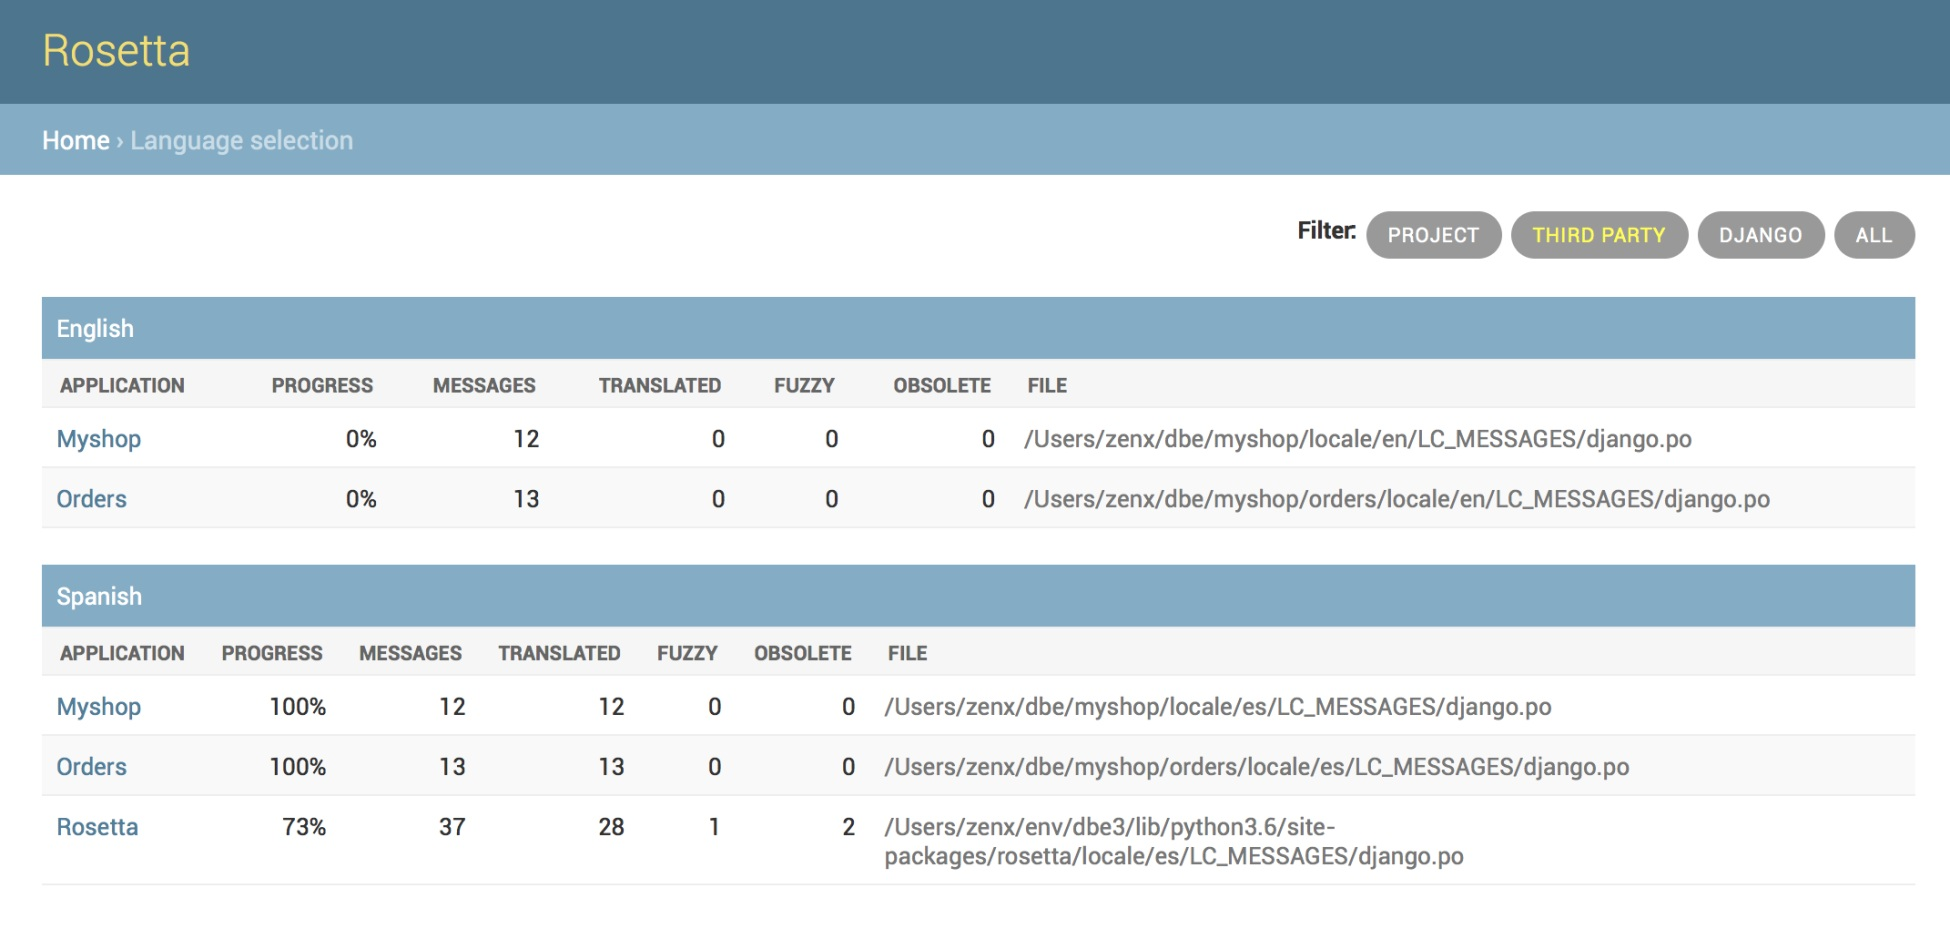 Rosetta
Home › Language selection
Filter: PROJECT THIRD PARTY DJANGO ALL
English
APPLICATION PROGRESS MESSAGES TRANSLATED FUZZY OBSOLETE FILE
Myshop 0% 12 0 0 0 /Users/zenx/dbe/myshop/locale/en/LC_MESSAGES/django.po
Orders 0% 13 0 0 0 /Users/zenx/dbe/myshop/orders/locale/en/LC_MESSAGES/django.po
Spanish
APPLICATION PROGRESS MESSAGES TRANSLATED FUZZY OBSOLETE FILE
Myshop 100% 12 12 0 0 /Users/zenx/dbe/myshop/locale/es/LC_MESSAGES/django.po
Orders 100% 13 13 0 0 /Users/zenx/dbe/myshop/orders/locale/es/LC_MESSAGES/django.po
Rosetta 73% 37 28 1 2 /Users/zenx/env/dbe3/lib/python3.6/site-
packages/rosetta/locale/es/LC_MESSAGES/django.po